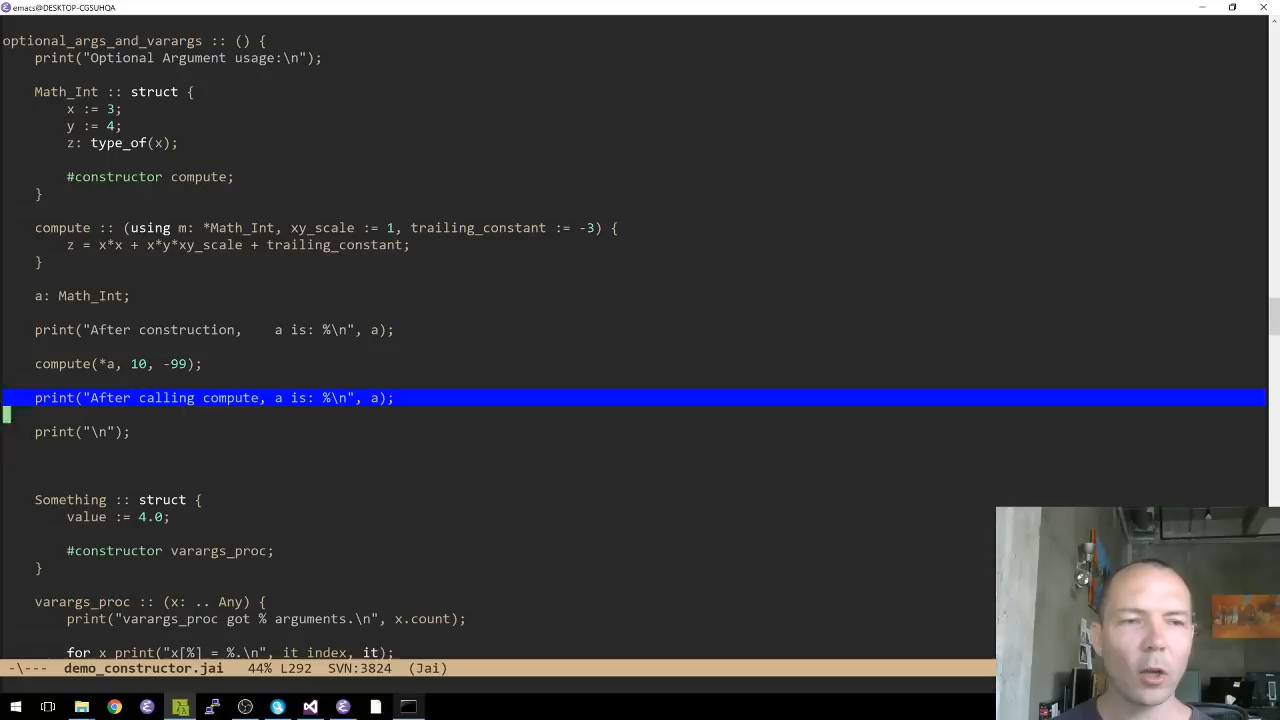 emacs@DESKTOP-CGSUHQA
optional_args_and_varargs :: () {
    print("Optional Argument usage:\n");
    Math_Int :: struct {
        x := 3;
        y := 4;
        z: type_of(x);
        #constructor compute;
    }
    compute :: (using m: *Math_Int, xy_scale := 1, trailing_constant := -3) {
        z = x*x + x*y*xy_scale + trailing_constant;
    }
    a: Math_Int;
    print("After construction,    a is: %\n", a);
    compute(*a, 10, -99);
    print("After calling compute, a is: %\n", a);
    print("\n");
    Something :: struct {
        value := 4.0;
        #constructor varargs_proc;
    }
    varargs_proc :: (x: .. Any) {
        print("varargs_proc got % arguments.\n", x.count);
        for x print("x[%] = %.\n", it_index, it);
-\---  demo_constructor.jai   44% L292  SVN:3824  (Jai)